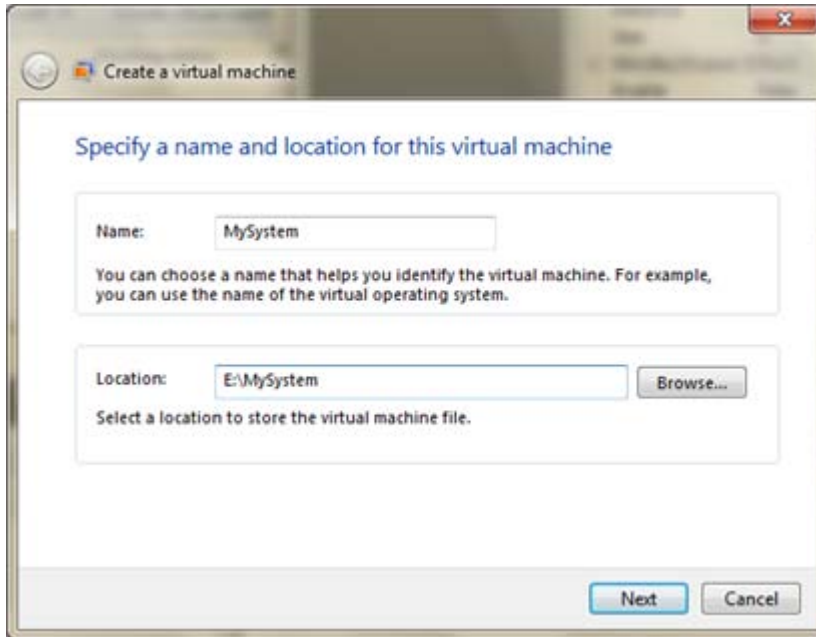 Create a virtual machine
Specify a name and location for this virtual machine
Name: MySystem
You can choose a name that helps you identify the virtual machine. For example,
you can use the name of the virtual operating system.
Location: E:\MySystem Browse...
Select a location to store the virtual machine file.
Next Cancel